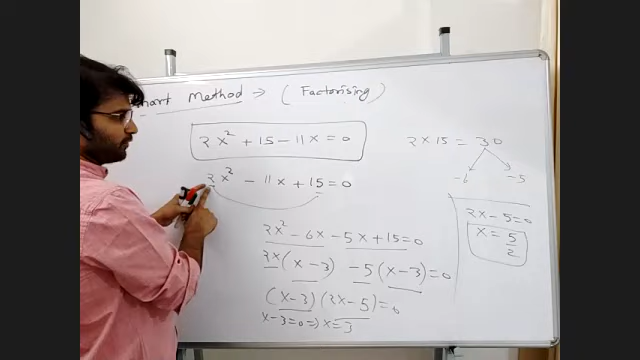 mart Method → (Factorising)
2x² + 15 - 11x = 0
2x² - 11x + 15 = 0
2x² - 6x - 5x + 15 = 0
2x(x-3) -5(x-3) = 0
(x-3)(2x-5) = 0
x-3=0 ⇒ x=3
2×15 = 30
-6 -5
2x-5=0
x = 5/2